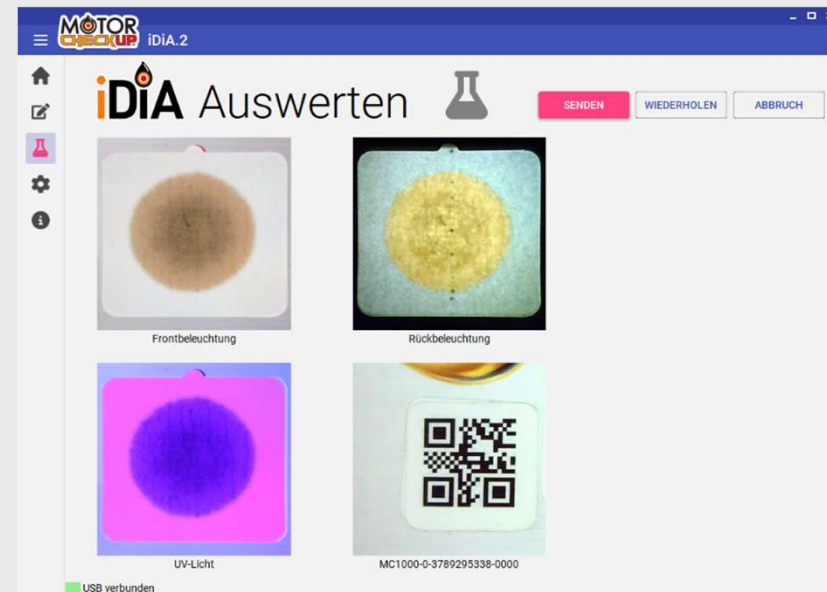 MOTOR
CHECKUP
iDiA.2
iDiA Auswerten
SENDEN
WIEDERHOLEN
ABBRUCH
Frontbeleuchtung
Rückbeleuchtung
UV-Licht
MC1000-0-3789295338-0000
USB verbunden